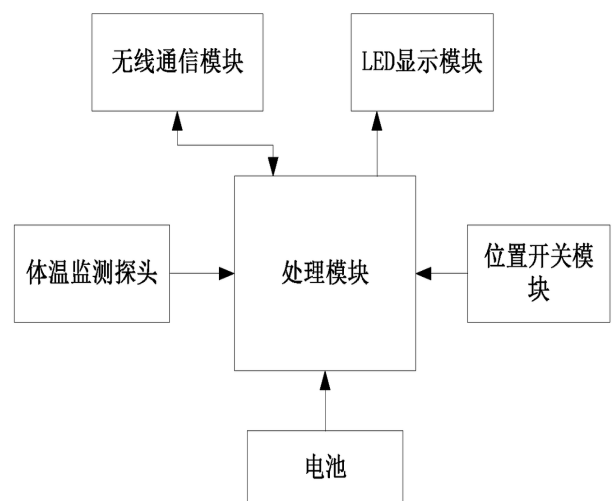 无线通信模块
LED显示模块
体温监测探头
处理模块
位置开关模
块
电池